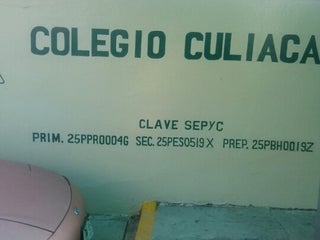 COLEGIO CULIACA
CLAVE SEPYC
PRIM. 25PPR0004G SEC. 25PES0519X PREP. 25PBH0019Z